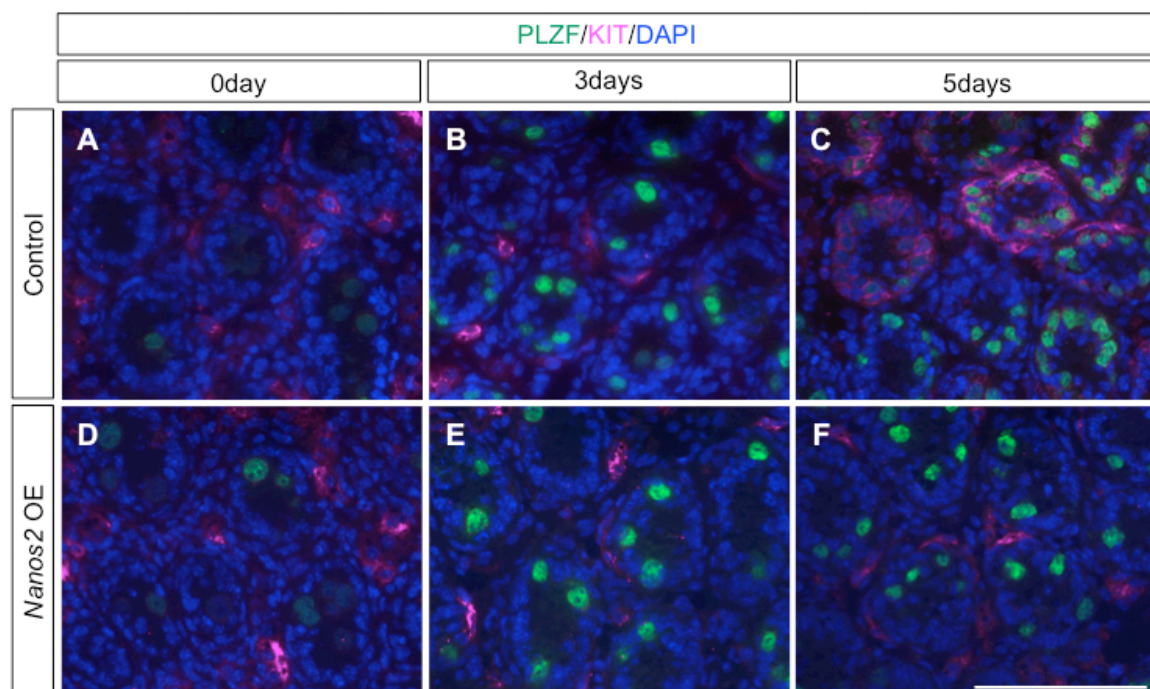 PLZF/KIT/DAPI
0day
3days
5days
Control
A
B
C
Nanos2 OE
D
E
F